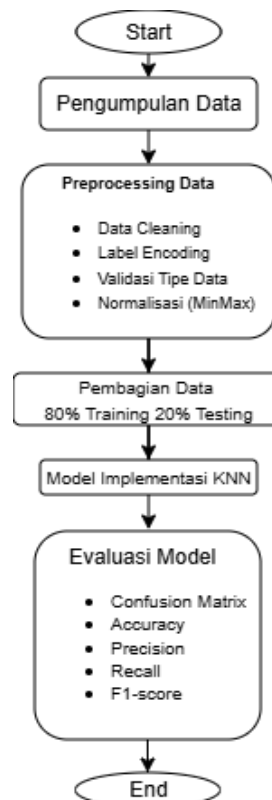 Start
Pengumpulan Data
Preprocessing Data
• Data Cleaning
• Label Encoding
• Validasi Tipe Data
• Normalisasi (MinMax)
Pembagian Data
80% Training 20% Testing
Model Implementasi KNN
Evaluasi Model
• Confusion Matrix
• Accuracy
• Precision
• Recall
• F1-score
End